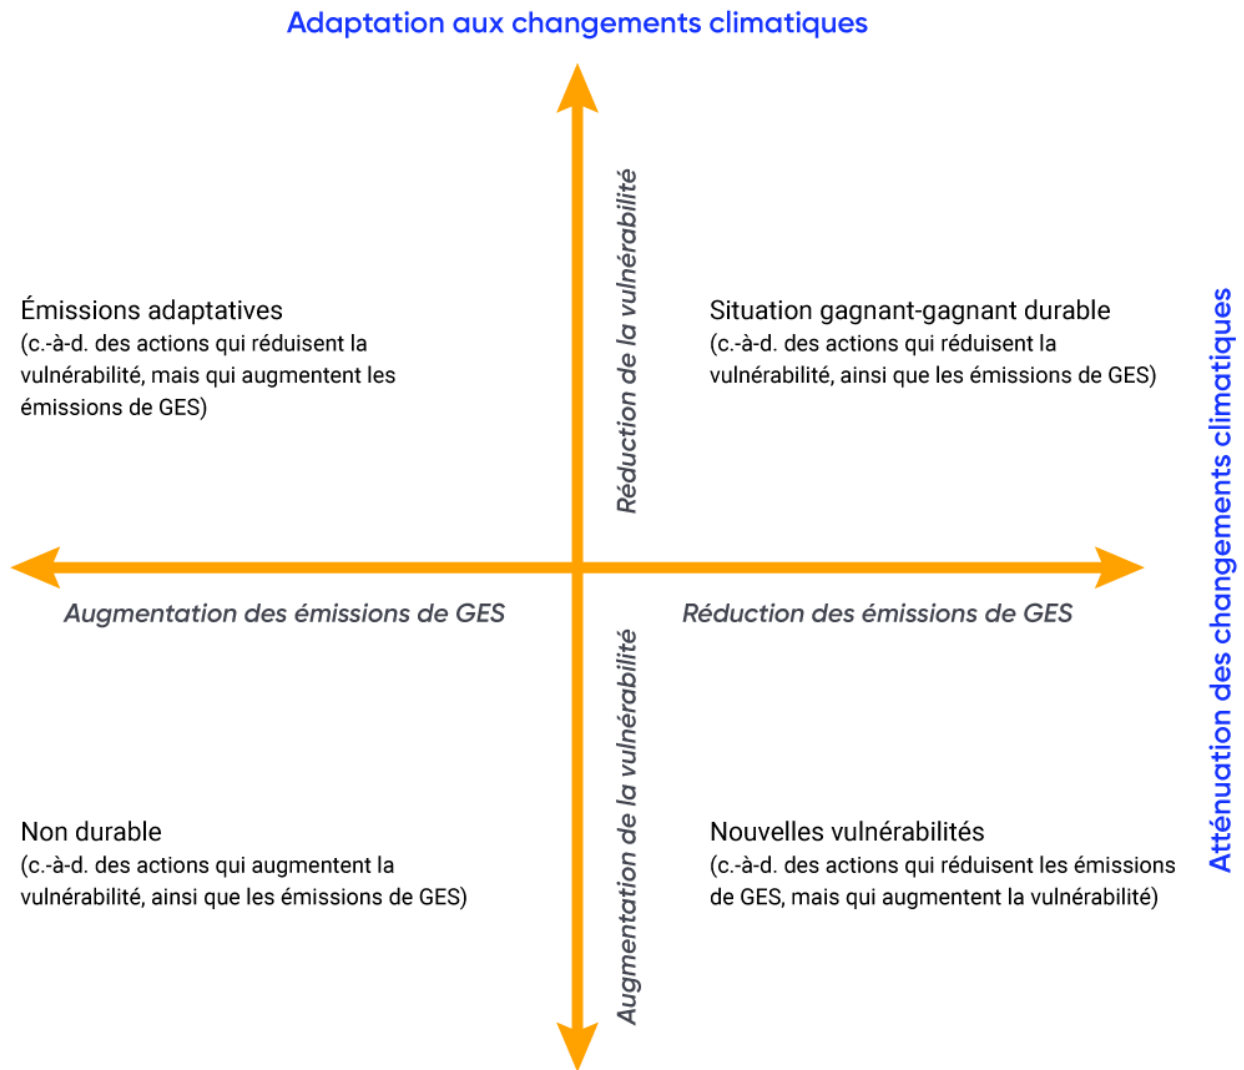 Adaptation aux changements climatiques
Réduction de la vulnérabilité
Émissions adaptatives
(c.-à-d. des actions qui réduisent la
vulnérabilité, mais qui augmentent les
émissions de GES)
Situation gagnant-gagnant durable
(c.-à-d. des actions qui réduisent la
vulnérabilité, ainsi que les émissions de GES)
Atténuation des changements climatiques
Augmentation des émissions de GES
Réduction des émissions de GES
Augmentation de la vulnérabilité
Non durable
(c.-à-d. des actions qui augmentent la
vulnérabilité, ainsi que les émissions de GES)
Nouvelles vulnérabilités
(c.-à-d. des actions qui réduisent les émissions
de GES, mais qui augmentent la vulnérabilité)